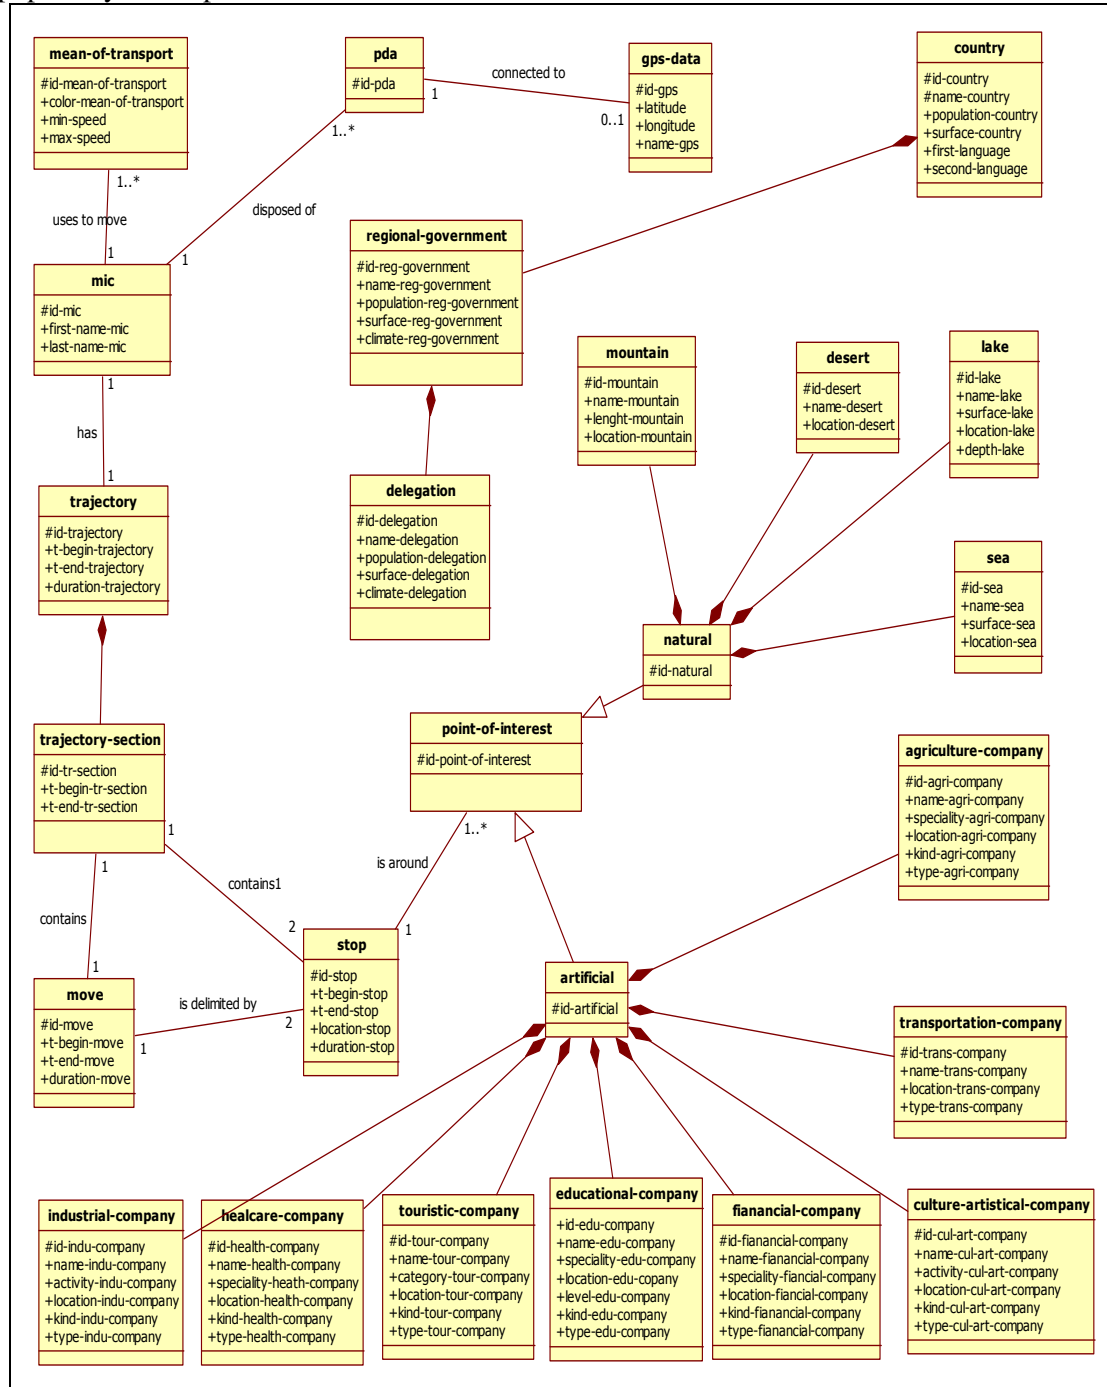 mean-of-transport
#id-mean-of-transport
+color-mean-of-transport
+min-speed
+max-speed
pda
#id-pda
connected to
1
0..1
gps-data
#id-gps
+latitude
+longitude
+name-gps
country
#id-country
#name-country
+population-country
+surface-country
+first-language
+second-language
1..*
1..*
uses to move
disposed of
1
1
mic
#id-mic
+first-name-mic
+last-name-mic
regional-government
#id-reg-government
+name-reg-government
+population-reg-government
+surface-reg-government
+climate-reg-government
mountain
#id-mountain
+name-mountain
+lenght-mountain
+location-mountain
desert
#id-desert
+name-desert
+location-desert
lake
#id-lake
+name-lake
+surface-lake
+location-lake
+depth-lake
1
has
1
trajectory
#id-trajectory
+t-begin-trajectory
+t-end-trajectory
+duration-trajectory
delegation
#id-delegation
+name-delegation
+population-delegation
+surface-delegation
+climate-delegation
sea
#id-sea
+name-sea
+surface-sea
+location-sea
natural
#id-natural
trajectory-section
#id-tr-section
+t-begin-tr-section
+t-end-tr-section
point-of-interest
#id-point-of-interest
agriculture-company
#id-agri-company
+name-agri-company
+speciality-agri-company
+location-agri-company
+kind-agri-company
+type-agri-company
1
1
1..*
is around
contains1
contains
2
1
1
stop
#id-stop
+t-begin-stop
+t-end-stop
+location-stop
+duration-stop
move
#id-move
+t-begin-move
+t-end-move
+duration-move
is delimited by
2
1
artificial
#id-artificial
transportation-company
#id-trans-company
+name-trans-company
+location-trans-company
+type-trans-company
industrial-company
#id-indu-company
+name-indu-company
+activity-indu-company
+location-indu-company
+kind-indu-company
+type-indu-company
healcare-company
#id-health-company
+name-health-company
+speciality-heath-company
+location-health-company
+kind-health-company
+type-health-company
touristic-company
#id-tour-company
+name-tour-company
+category-tour-company
+location-tour-company
+kind-tour-company
+type-tour-company
educational-company
+id-edu-company
+name-edu-company
+speciality-edu-company
+location-edu-copany
+level-edu-company
+kind-edu-company
+type-edu-company
fianancial-company
#id-fianancial-company
+name-fianancial-company
+speciality-fiancial-company
+location-fiancial-company
+kind-fianancial-company
+type-fianancial-company
culture-artistical-company
#id-cul-art-company
+name-cul-art-company
+activity-cul-art-company
+location-cul-art-company
+kind-cul-art-company
+type-cul-art-company